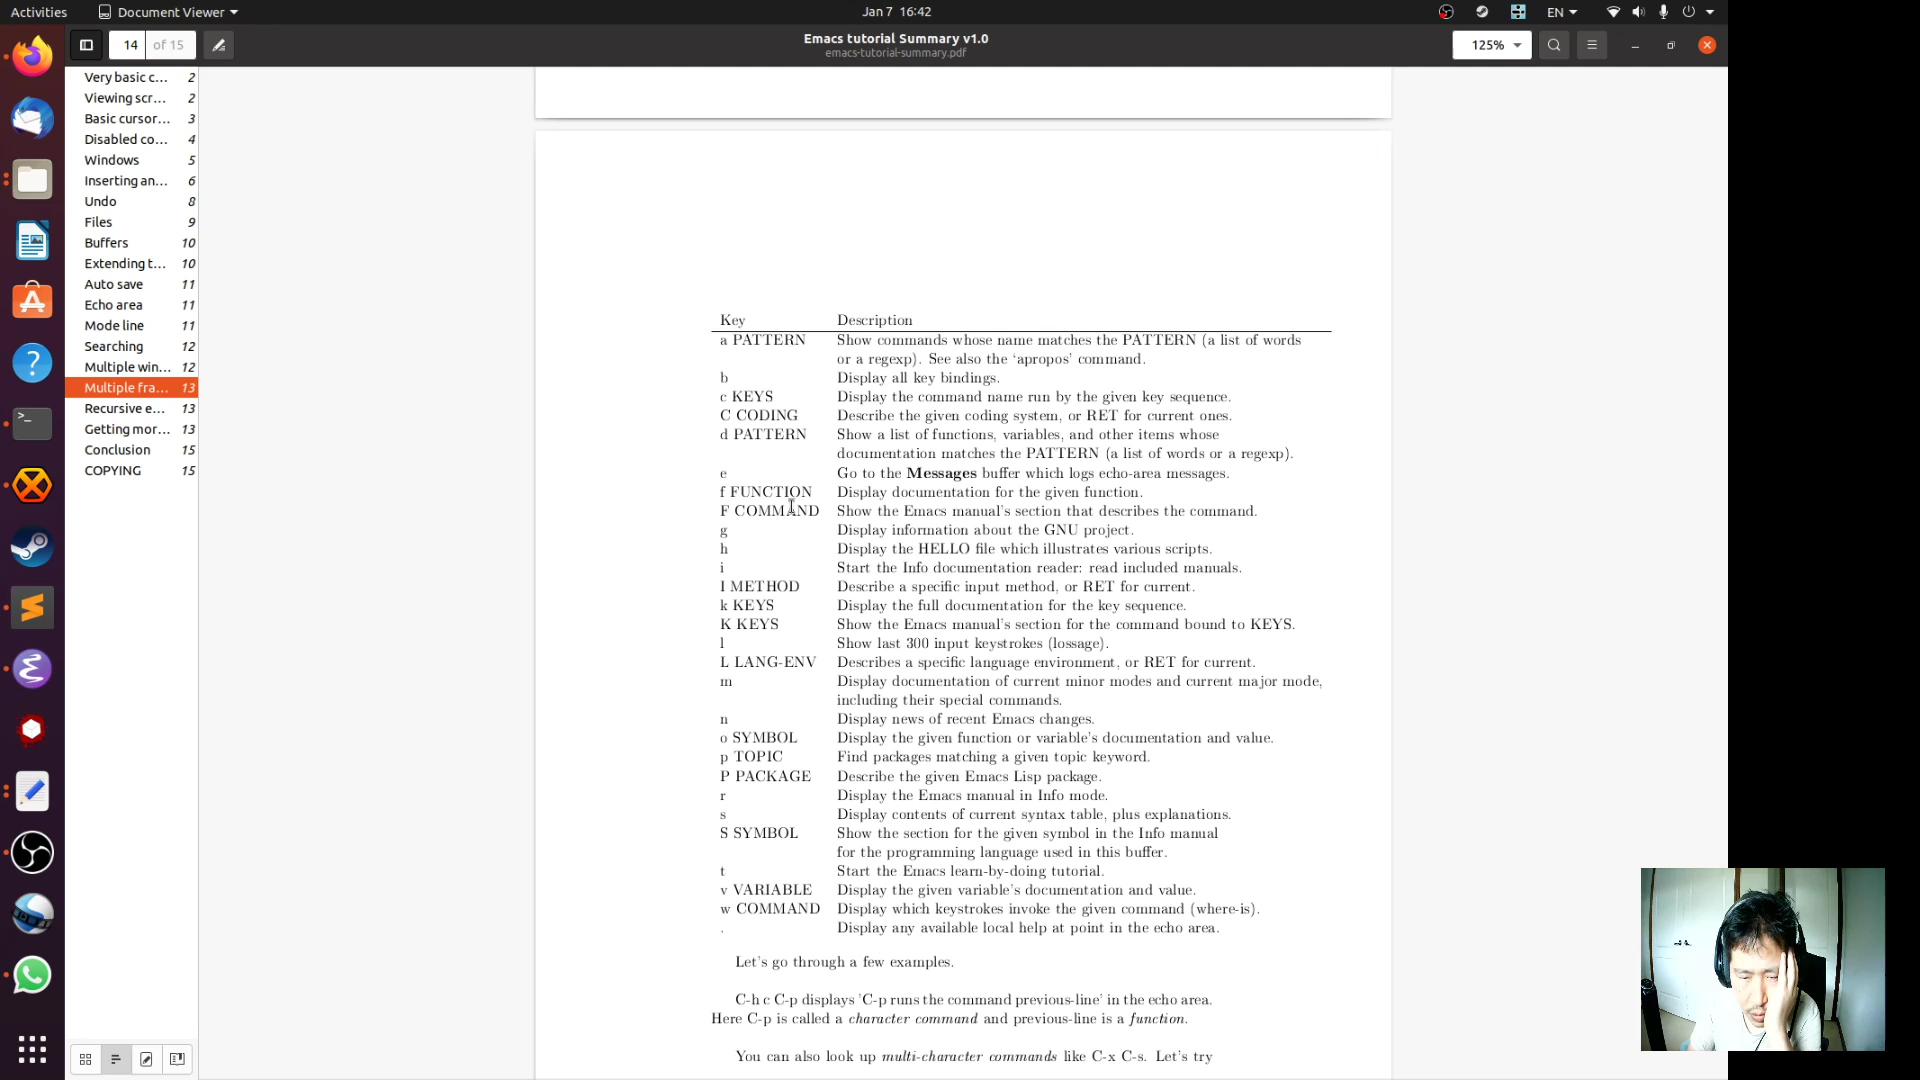 Activities
Document Viewer
Jan 7 16:42
EN
14
of 15
Emacs tutorial Summary v1.0
emacs-tutorial-summary.pdf
125%
Very basic c... 2
Viewing scr... 2
Basic cursor... 3
Disabled co... 4
Windows 5
Inserting an... 6
Undo 8
Files 9
Buffers 10
Extending t... 10
Auto save 11
Echo area 11
Mode line 11
Searching 12
Multiple win... 12
Multiple fra... 13
Recursive e... 13
Getting mor... 13
Conclusion 15
COPYING 15
Key Description
a PATTERN Show commands whose name matches the PATTERN (a list of words
or a regexp). See also the ‘apropos’ command.
b Display all key bindings.
c KEYS Display the command name run by the given key sequence.
C CODING Describe the given coding system, or RET for current ones.
d PATTERN Show a list of functions, variables, and other items whose
documentation matches the PATTERN (a list of words or a regexp).
e Go to the Messages buffer which logs echo-area messages.
f FUNCTION Display documentation for the given function.
F COMMAND Show the Emacs manual’s section that describes the command.
g Display information about the GNU project.
h Display the HELLO file which illustrates various scripts.
i Start the Info documentation reader: read included manuals.
I METHOD Describe a specific input method, or RET for current.
k KEYS Display the full documentation for the key sequence.
K KEYS Show the Emacs manual’s section for the command bound to KEYS.
l Show last 300 input keystrokes (lossage).
L LANG-ENV Describes a specific language environment, or RET for current.
m Display documentation of current minor modes and current major mode,
including their special commands.
n Display news of recent Emacs changes.
o SYMBOL Display the given function or variable’s documentation and value.
p TOPIC Find packages matching a given topic keyword.
P PACKAGE Describe the given Emacs Lisp package.
r Display the Emacs manual in Info mode.
s Display contents of current syntax table, plus explanations.
S SYMBOL Show the section for the given symbol in the Info manual
for the programming language used in this buffer.
t Start the Emacs learn-by-doing tutorial.
v VARIABLE Display the given variable’s documentation and value.
w COMMAND Display which keystrokes invoke the given command (where-is).
. Display any available local help at point in the echo area.
Let’s go through a few examples.
C-h c C-p displays ’C-p runs the command previous-line’ in the echo area.
Here C-p is called a character command and previous-line is a function.
You can also look up multi-character commands like C-x C-s. Let’s try